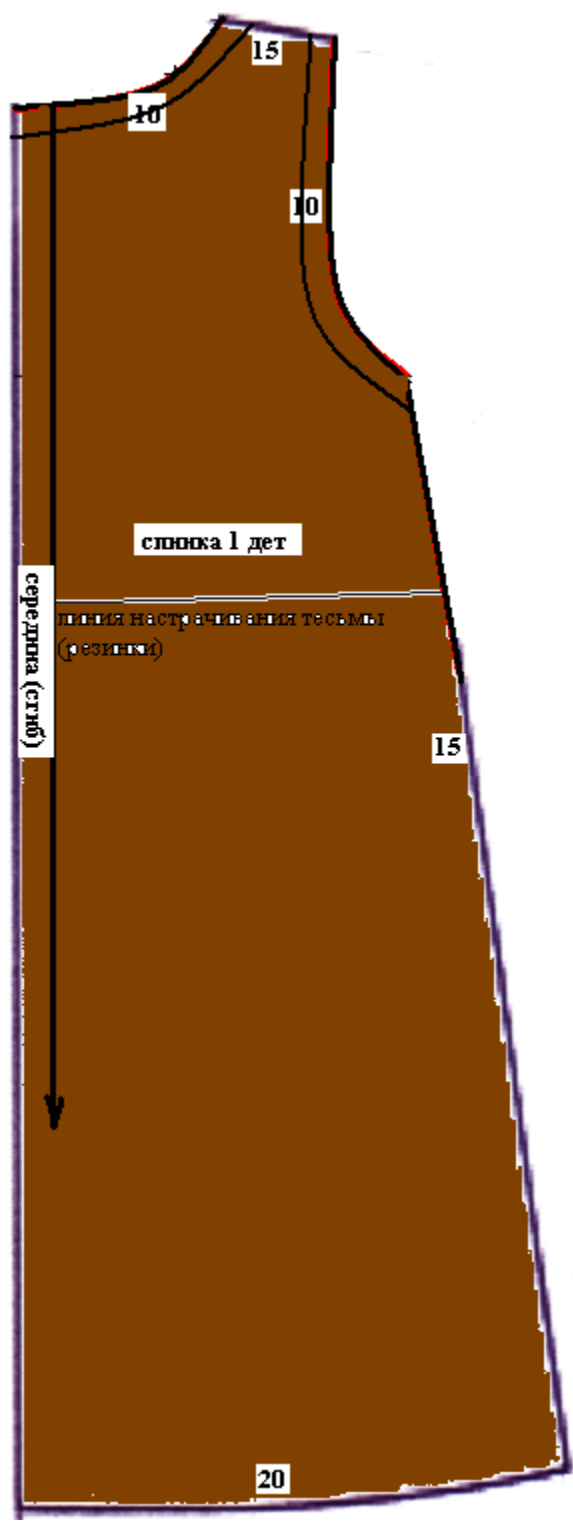 15
10
10
спинка 1 дет
середина (сгиб)
линия настрачивания тесьмы
(резинки)
15
20